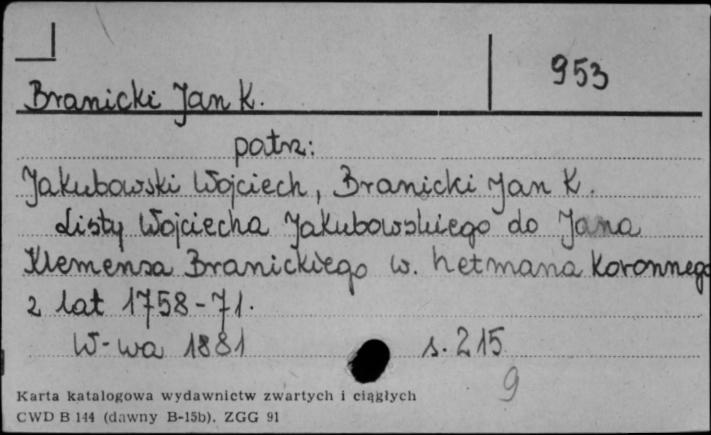 953
Branicki Jan K.
patrz:
Jakubowski Wojciech, Branicki Jan K.
Listy Wojciecha Jakubowskiego do Jana
Klemensa Branickiego w. hetmana koronnego
z lat 1758-71.
W-wa 1881 s. 215
9
Karta katalogowa wydawnictw zwartych i ciągłych
CWD B 144 (dawny B-15b). ZGG 91